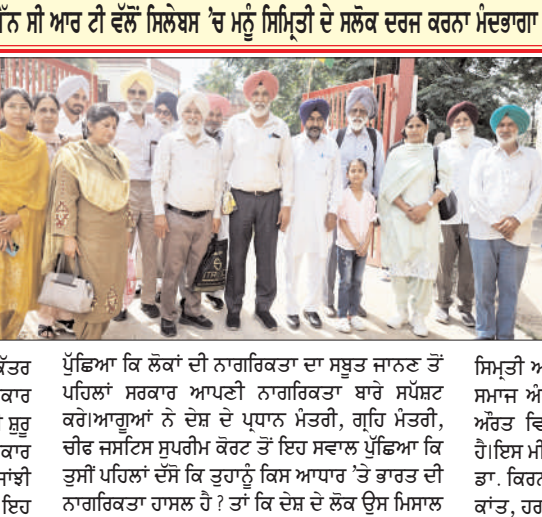 ਸੀ ਆਰ ਟੀ ਵੱਲੋਂ ਸਿਲੇਬਸ 'ਚ ਮਨੂੰ ਸਿਮ੍ਰਿਤੀ ਦੇ ਸਲੋਕ ਦਰਜ ਕਰਨਾ ਮੰਦਭਾਗਾ
ਪੁੱਛਿਆ ਕਿ ਲੋਕਾਂ ਦੀ ਨਾਗਰਿਕਤਾ ਦਾ ਸਬੂਤ ਜਾਣਨ ਤੋਂ
ਪਹਿਲਾਂ ਸਰਕਾਰ ਆਪਣੀ ਨਾਗਰਿਕਤਾ ਬਾਰੇ ਸਪੱਸ਼ਟ
ਕਰੇ।ਆਗੂਆਂ ਨੇ ਦੇਸ਼ ਦੇ ਪ੍ਰਧਾਨ ਮੰਤਰੀ, ਗ੍ਰਹਿ ਮੰਤਰੀ,
ਚੀਫ ਜਸਟਿਸ ਸੁਪਰੀਮ ਕੋਰਟ ਤੋਂ ਇਹ ਸਵਾਲ ਪੁੱਛਿਆ ਕਿ
ਤੁਸੀਂ ਪਹਿਲਾਂ ਦੱਸੋ ਕਿ ਤੁਹਾਨੂੰ ਕਿਸ ਆਧਾਰ 'ਤੇ ਭਾਰਤ ਦੀ
ਨਾਗਰਿਕਤਾ ਹਾਸਲ ਹੈ ? ਤਾਂ ਕਿ ਦੇਸ਼ ਦੇ ਲੋਕ ਉਸ ਮਿਸਾਲ
ਸ਼ੁਰੂ
ਇਹ
ਸਿਮ੍ਰਤੀ
ਸਮਾਜ
ਔਰਤ
ਹੈ।ਇਸ
ਡਾ.
ਕਾਂਤ,